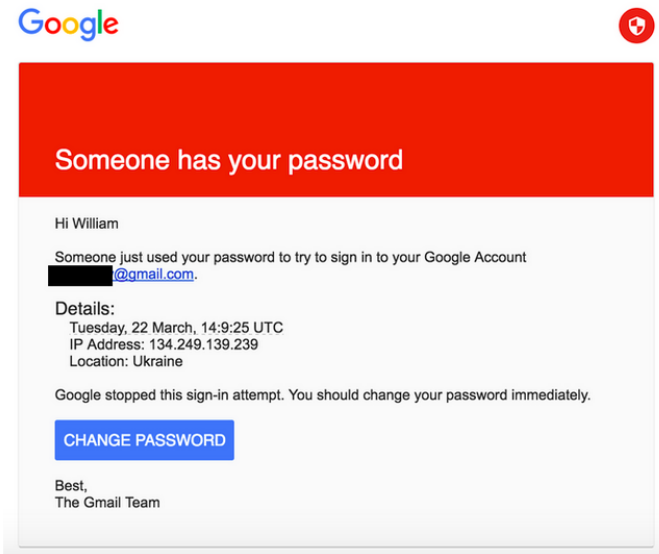 Google
Someone has your password
Hi William
Someone just used your password to try to sign in to your Google Account
@gmail.com.
Details:
Tuesday, 22 March, 14:9:25 UTC
IP Address: 134.249.139.239
Location: Ukraine
Google stopped this sign-in attempt. You should change your password immediately.
CHANGE PASSWORD
Best,
The Gmail Team